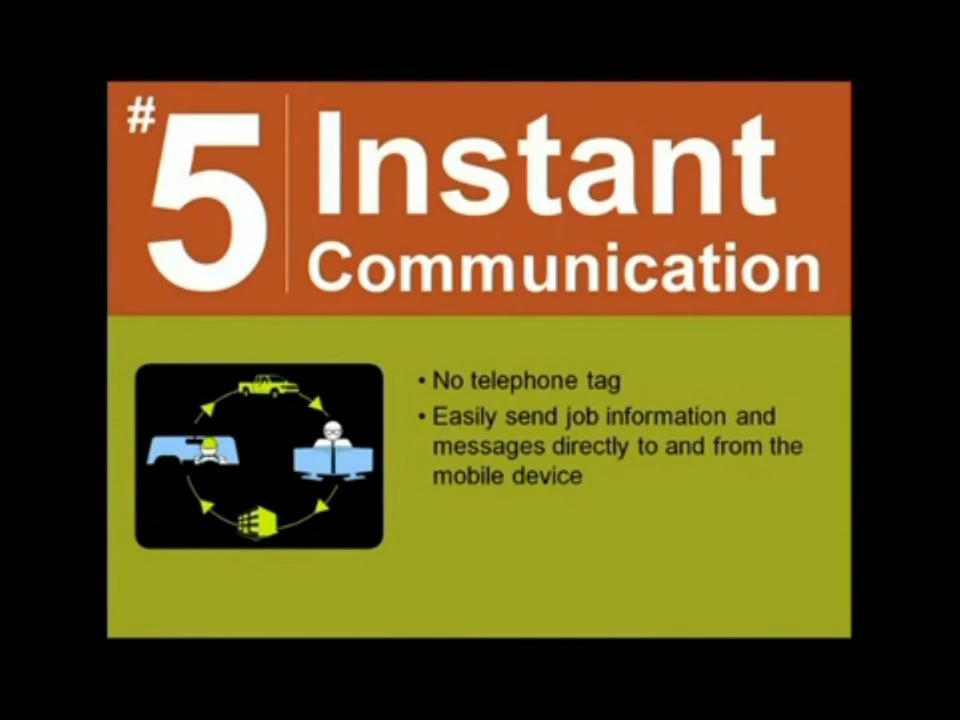 #5 Instant
Communication
• No telephone tag
• Easily send job information and
messages directly to and from the
mobile device